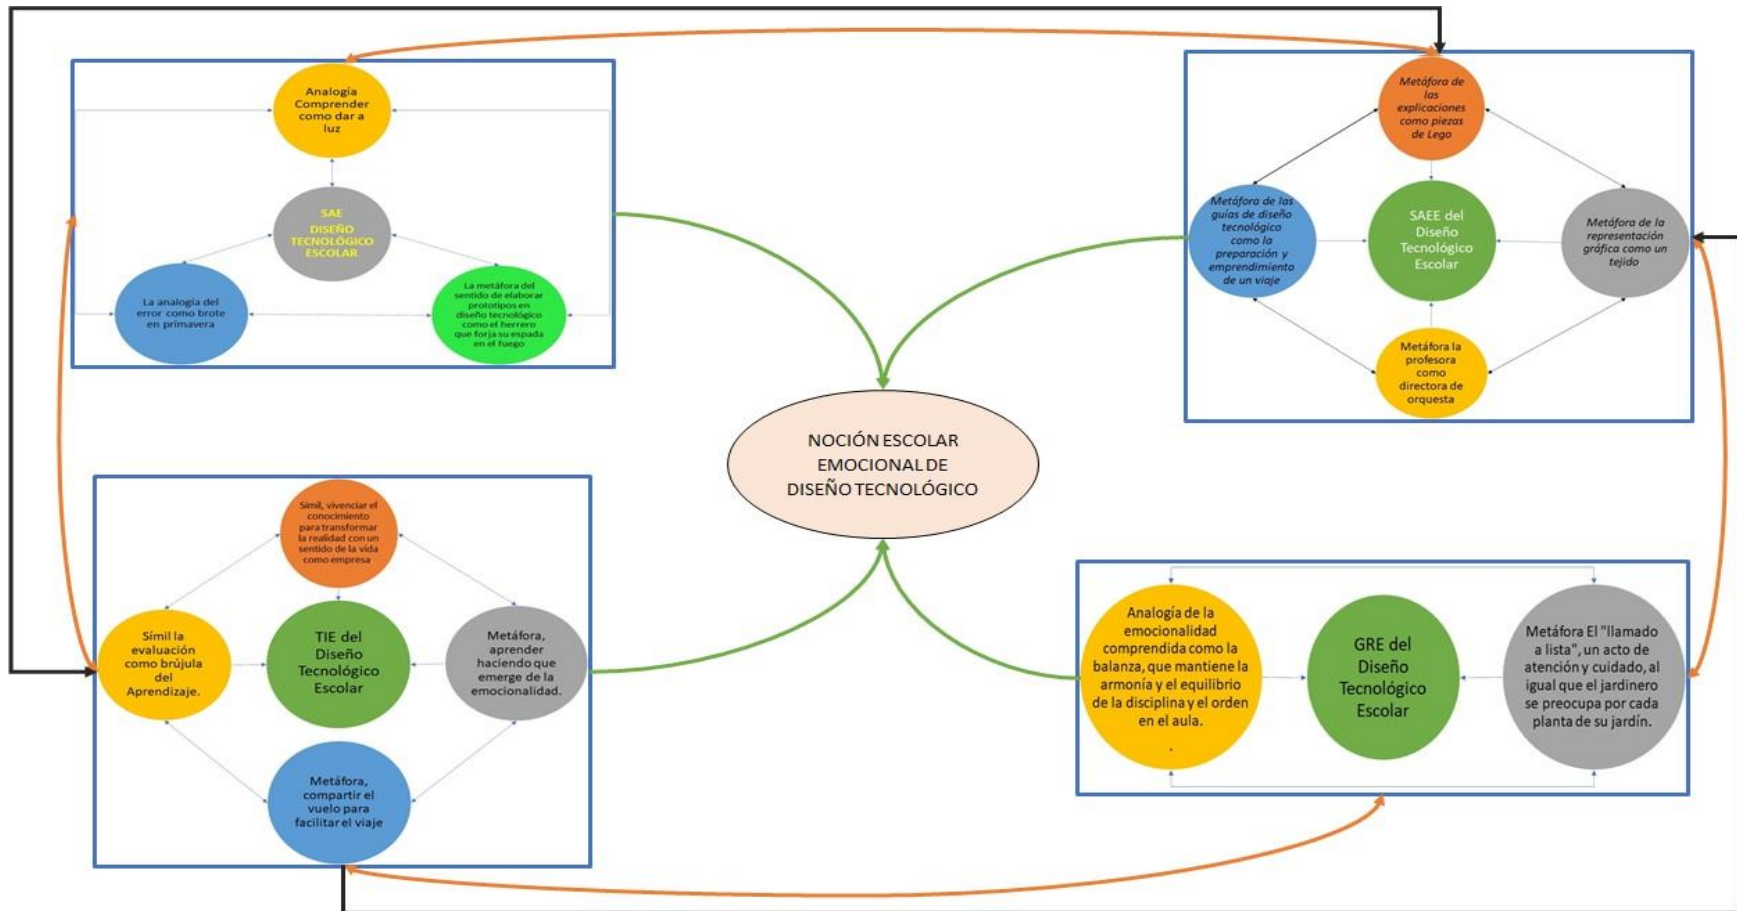 Analogía
Comprender
como dar a
luz
SAE
DISEÑO
TECNOLÓGICO
ESCOLAR
La analogía del
error como brote
en primavera
La metáfora del
sentido de elaborar
prototipos en
diseño tecnológico
como el herrero
que forja su espada
en el fuego
Metáfora de
las
explicaciones
como piezas
de Lego
Metáfora de las
guías de diseño
tecnológico
como la
preparación y
emprendimiento
de un viaje
SAEE del
Diseño
Tecnológico
Escolar
Metáfora de la
representación
gráfica como un
tejido
Metáfora la
profesora
como
directora de
orquesta
NOCIÓN ESCOLAR
EMOCIONAL DE
DISEÑO TECNOLÓGICO
Símil, vivenciar el
conocimiento
para transformar
la realidad con un
sentido de la vida
como empresa
Símil la
evaluación
como brújula
del
Aprendizaje.
TIE del
Diseño
Tecnológico
Escolar
Metáfora,
aprender
haciendo que
emerge de la
emocionalidad.
Metáfora,
compartir el
vuelo para
facilitar el viaje
Analogía de la
emocionalidad
comprendida como la
balanza, que mantiene la
armonía y el equilibrio
de la disciplina y el orden
en el aula.
.
GRE del
Diseño
Tecnológico
Escolar
Metáfora El "llamado
a lista", un acto de
atención y cuidado, al
igual que el jardinero
se preocupa por cada
planta de su jardín.